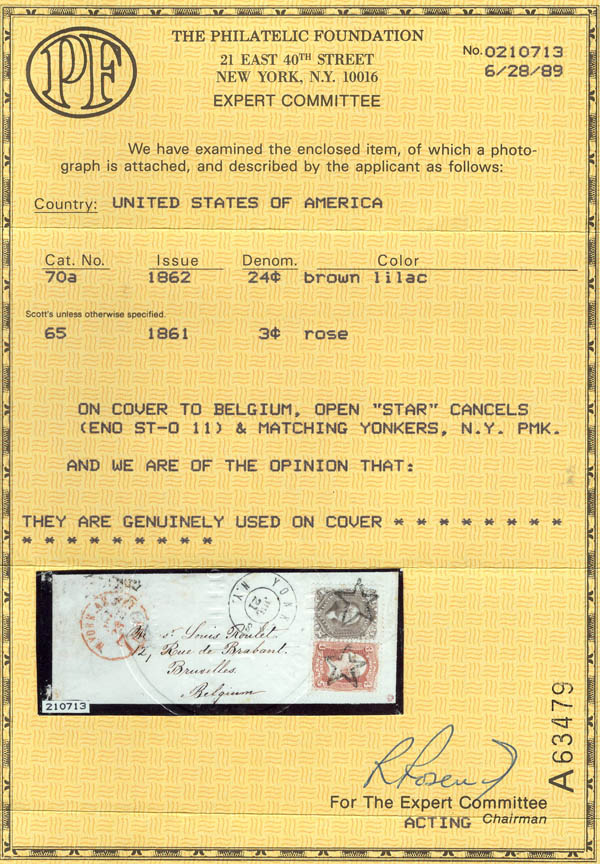 PF
THE PHILATELIC FOUNDATION
21 EAST 40TH STREET
NEW YORK, N.Y. 10016
EXPERT COMMITTEE
No. 0210713
6/28/89
We have examined the enclosed item, of which a photo-
graph is attached, and described by the applicant as follows:
Country: UNITED STATES OF AMERICA
Cat. No. Issue Denom. Color
70a 1862 24¢ brown lilac
Scott's unless otherwise specified.
65 1861 3¢ rose
ON COVER TO BELGIUM, OPEN "STAR" CANCELS
(ENO ST-O 11) & MATCHING YONKERS, N.Y. PMK.
AND WE ARE OF THE OPINION THAT:
THEY ARE GENUINELY USED ON COVER * * * * * * * *
* * * * * * * * *
Louis Roulet.
12, Rue de Brabant.
Bruxelles.
Belgium
210713
For The Expert Committee
ACTING Chairman
A63479